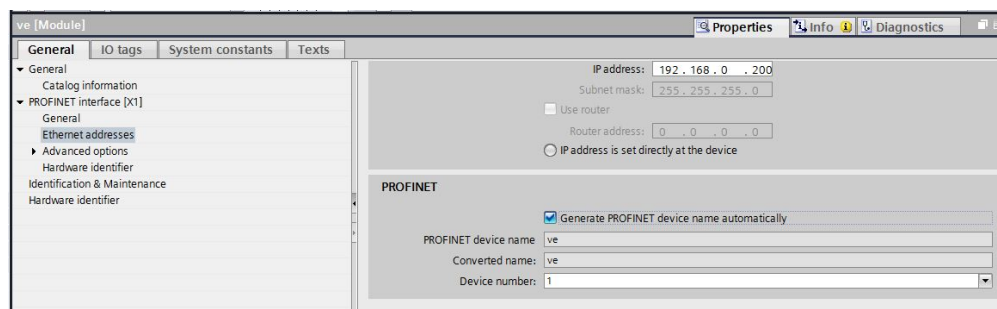 ve [Module]
Properties
Info
Diagnostics
General
IO tags
System constants
Texts
General
Catalog information
PROFINET interface [X1]
General
Ethernet addresses
Advanced options
Hardware identifier
Identification & Maintenance
Hardware identifier
IP address: 192 . 168 . 0 . 200
Subnet mask: 255 . 255 . 255 . 0
Use router
Router address: 0 . 0 . 0 . 0
IP address is set directly at the device
PROFINET
Generate PROFINET device name automatically
PROFINET device name ve
Converted name: ve
Device number: 1